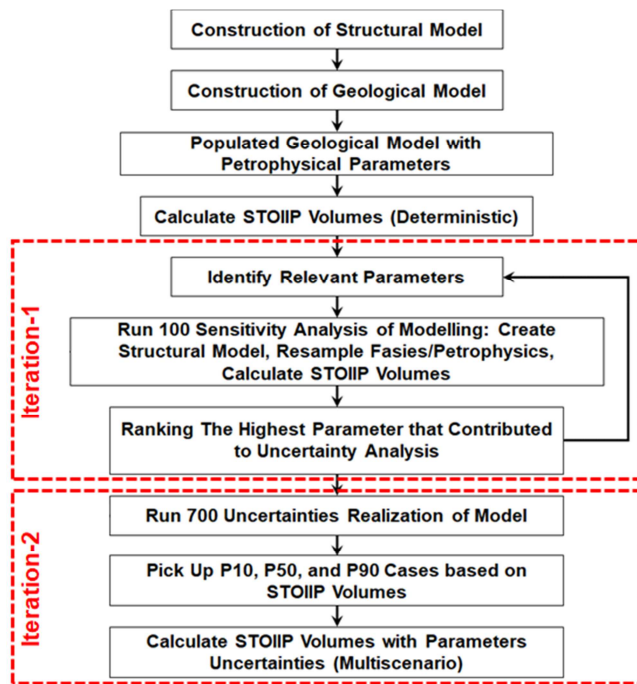 Construction of Structural Model
Construction of Geological Model
Populated Geological Model with
Petrophysical Parameters
Calculate STOIIP Volumes (Deterministic)
Iteration-1
Identify Relevant Parameters
Run 100 Sensitivity Analysis of Modelling: Create
Structural Model, Resample Fasies/Petrophysics,
Calculate STOIIP Volumes
Ranking The Highest Parameter that Contributed
to Uncertainty Analysis
Iteration-2
Run 700 Uncertainties Realization of Model
Pick Up P10, P50, and P90 Cases based on
STOIIP Volumes
Calculate STOIIP Volumes with Parameters
Uncertainties (Multiscenario)